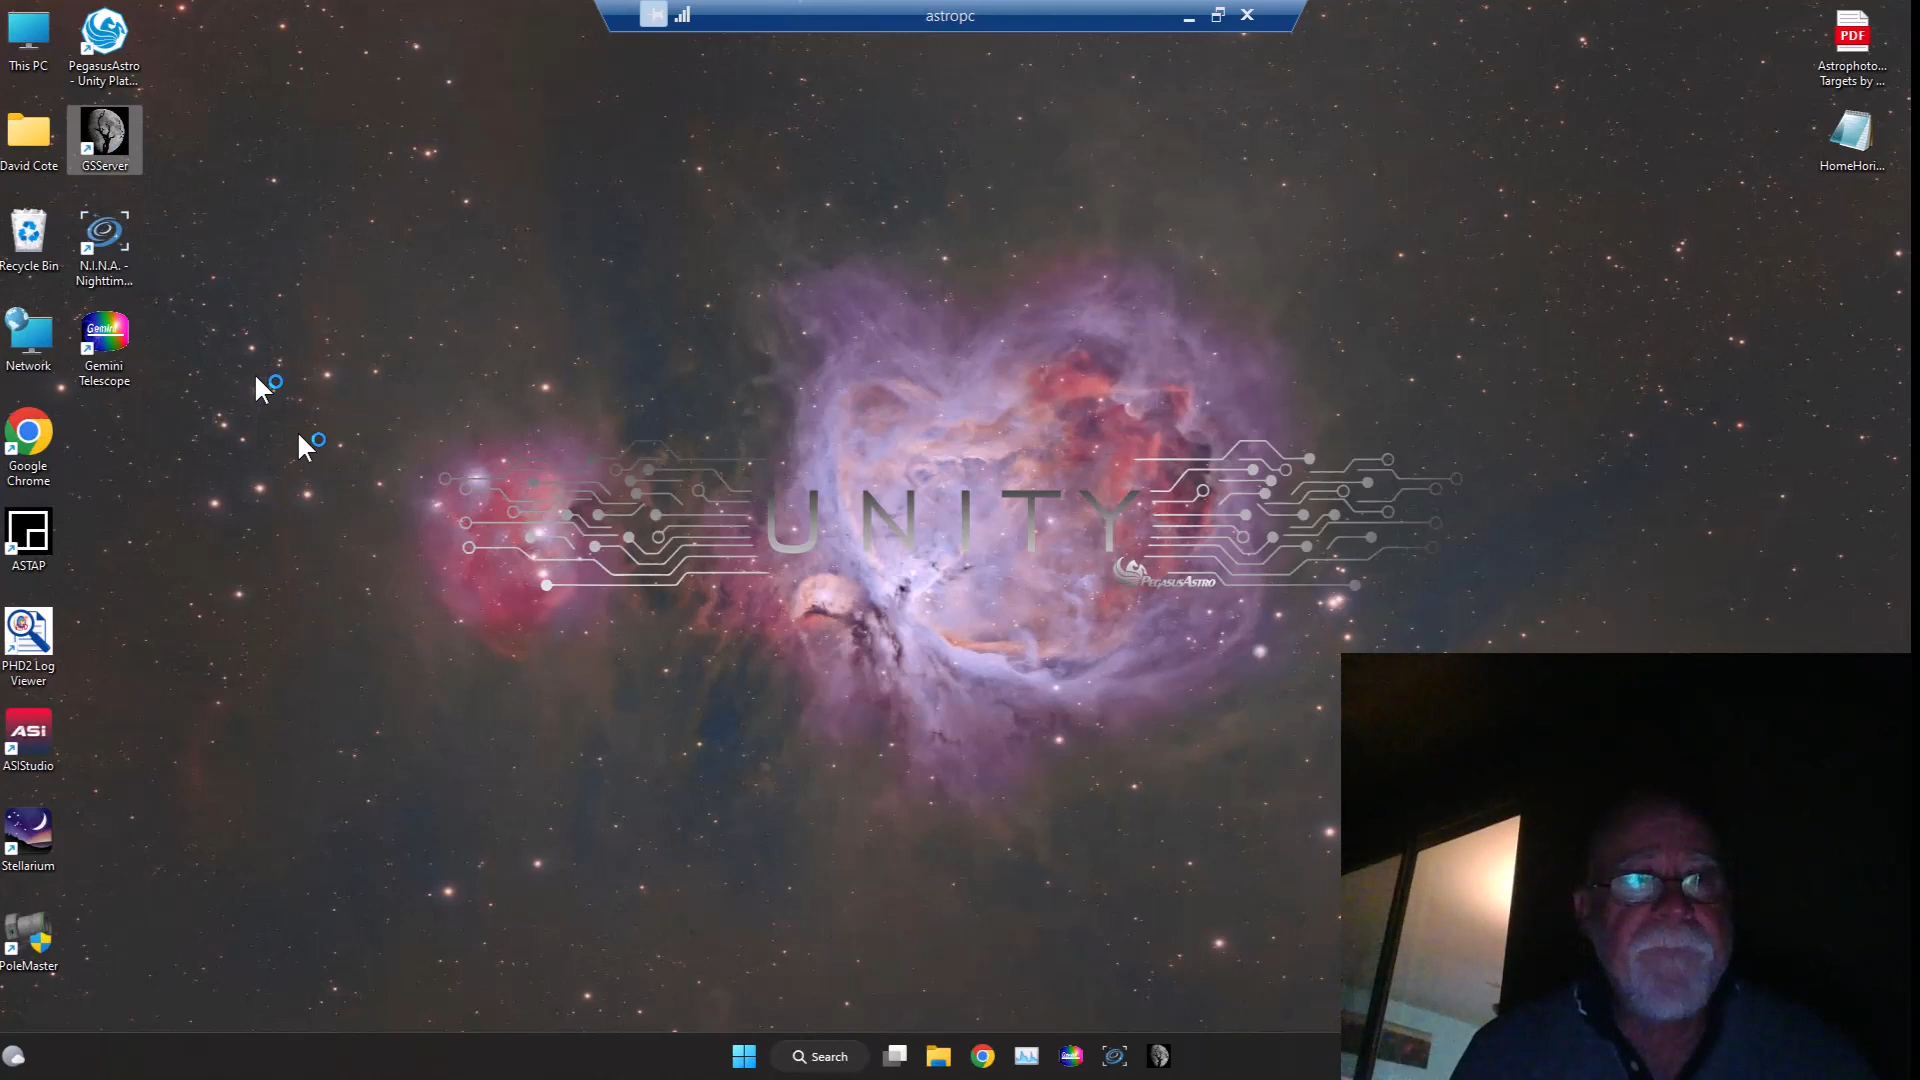 astropc
This PC
PegasusAstro
- Unity Plat...
David Cote
GSServer
Recycle Bin
N.I.N.A. -
Nighttim...
Network
Gemini
Gemini
Telescope
Google
Chrome
ASTAP
PHD2 Log
Viewer
ASI
ASIStudio
Stellarium
PoleMaster
UNITY
PEGASUSASTRO
PDF
Astrophoto...
Targets by ...
HomeHori...
Search